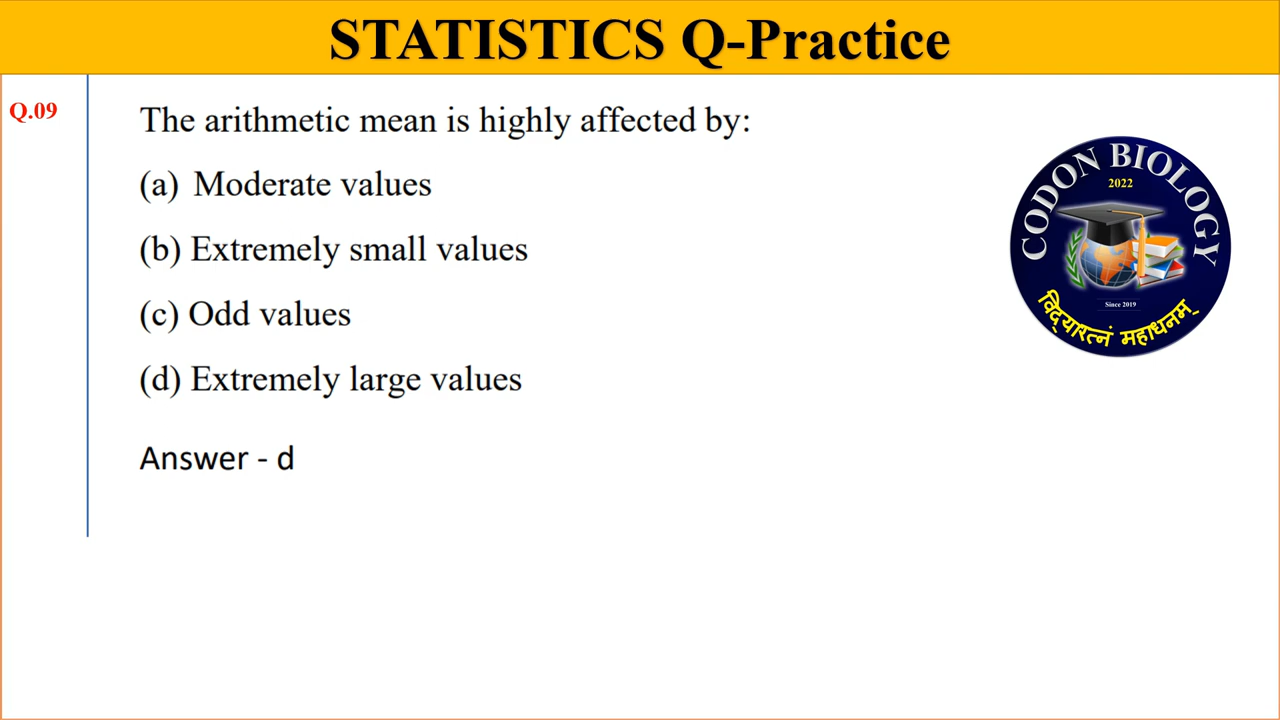 STATISTICS Q-Practice
Q.09
The arithmetic mean is highly affected by:
(a) Moderate values
(b) Extremely small values
(c) Odd values
(d) Extremely large values
Answer - d
CODON BIOLOGY
2022
Since 2019
विद्यारत्नं महाधनम्